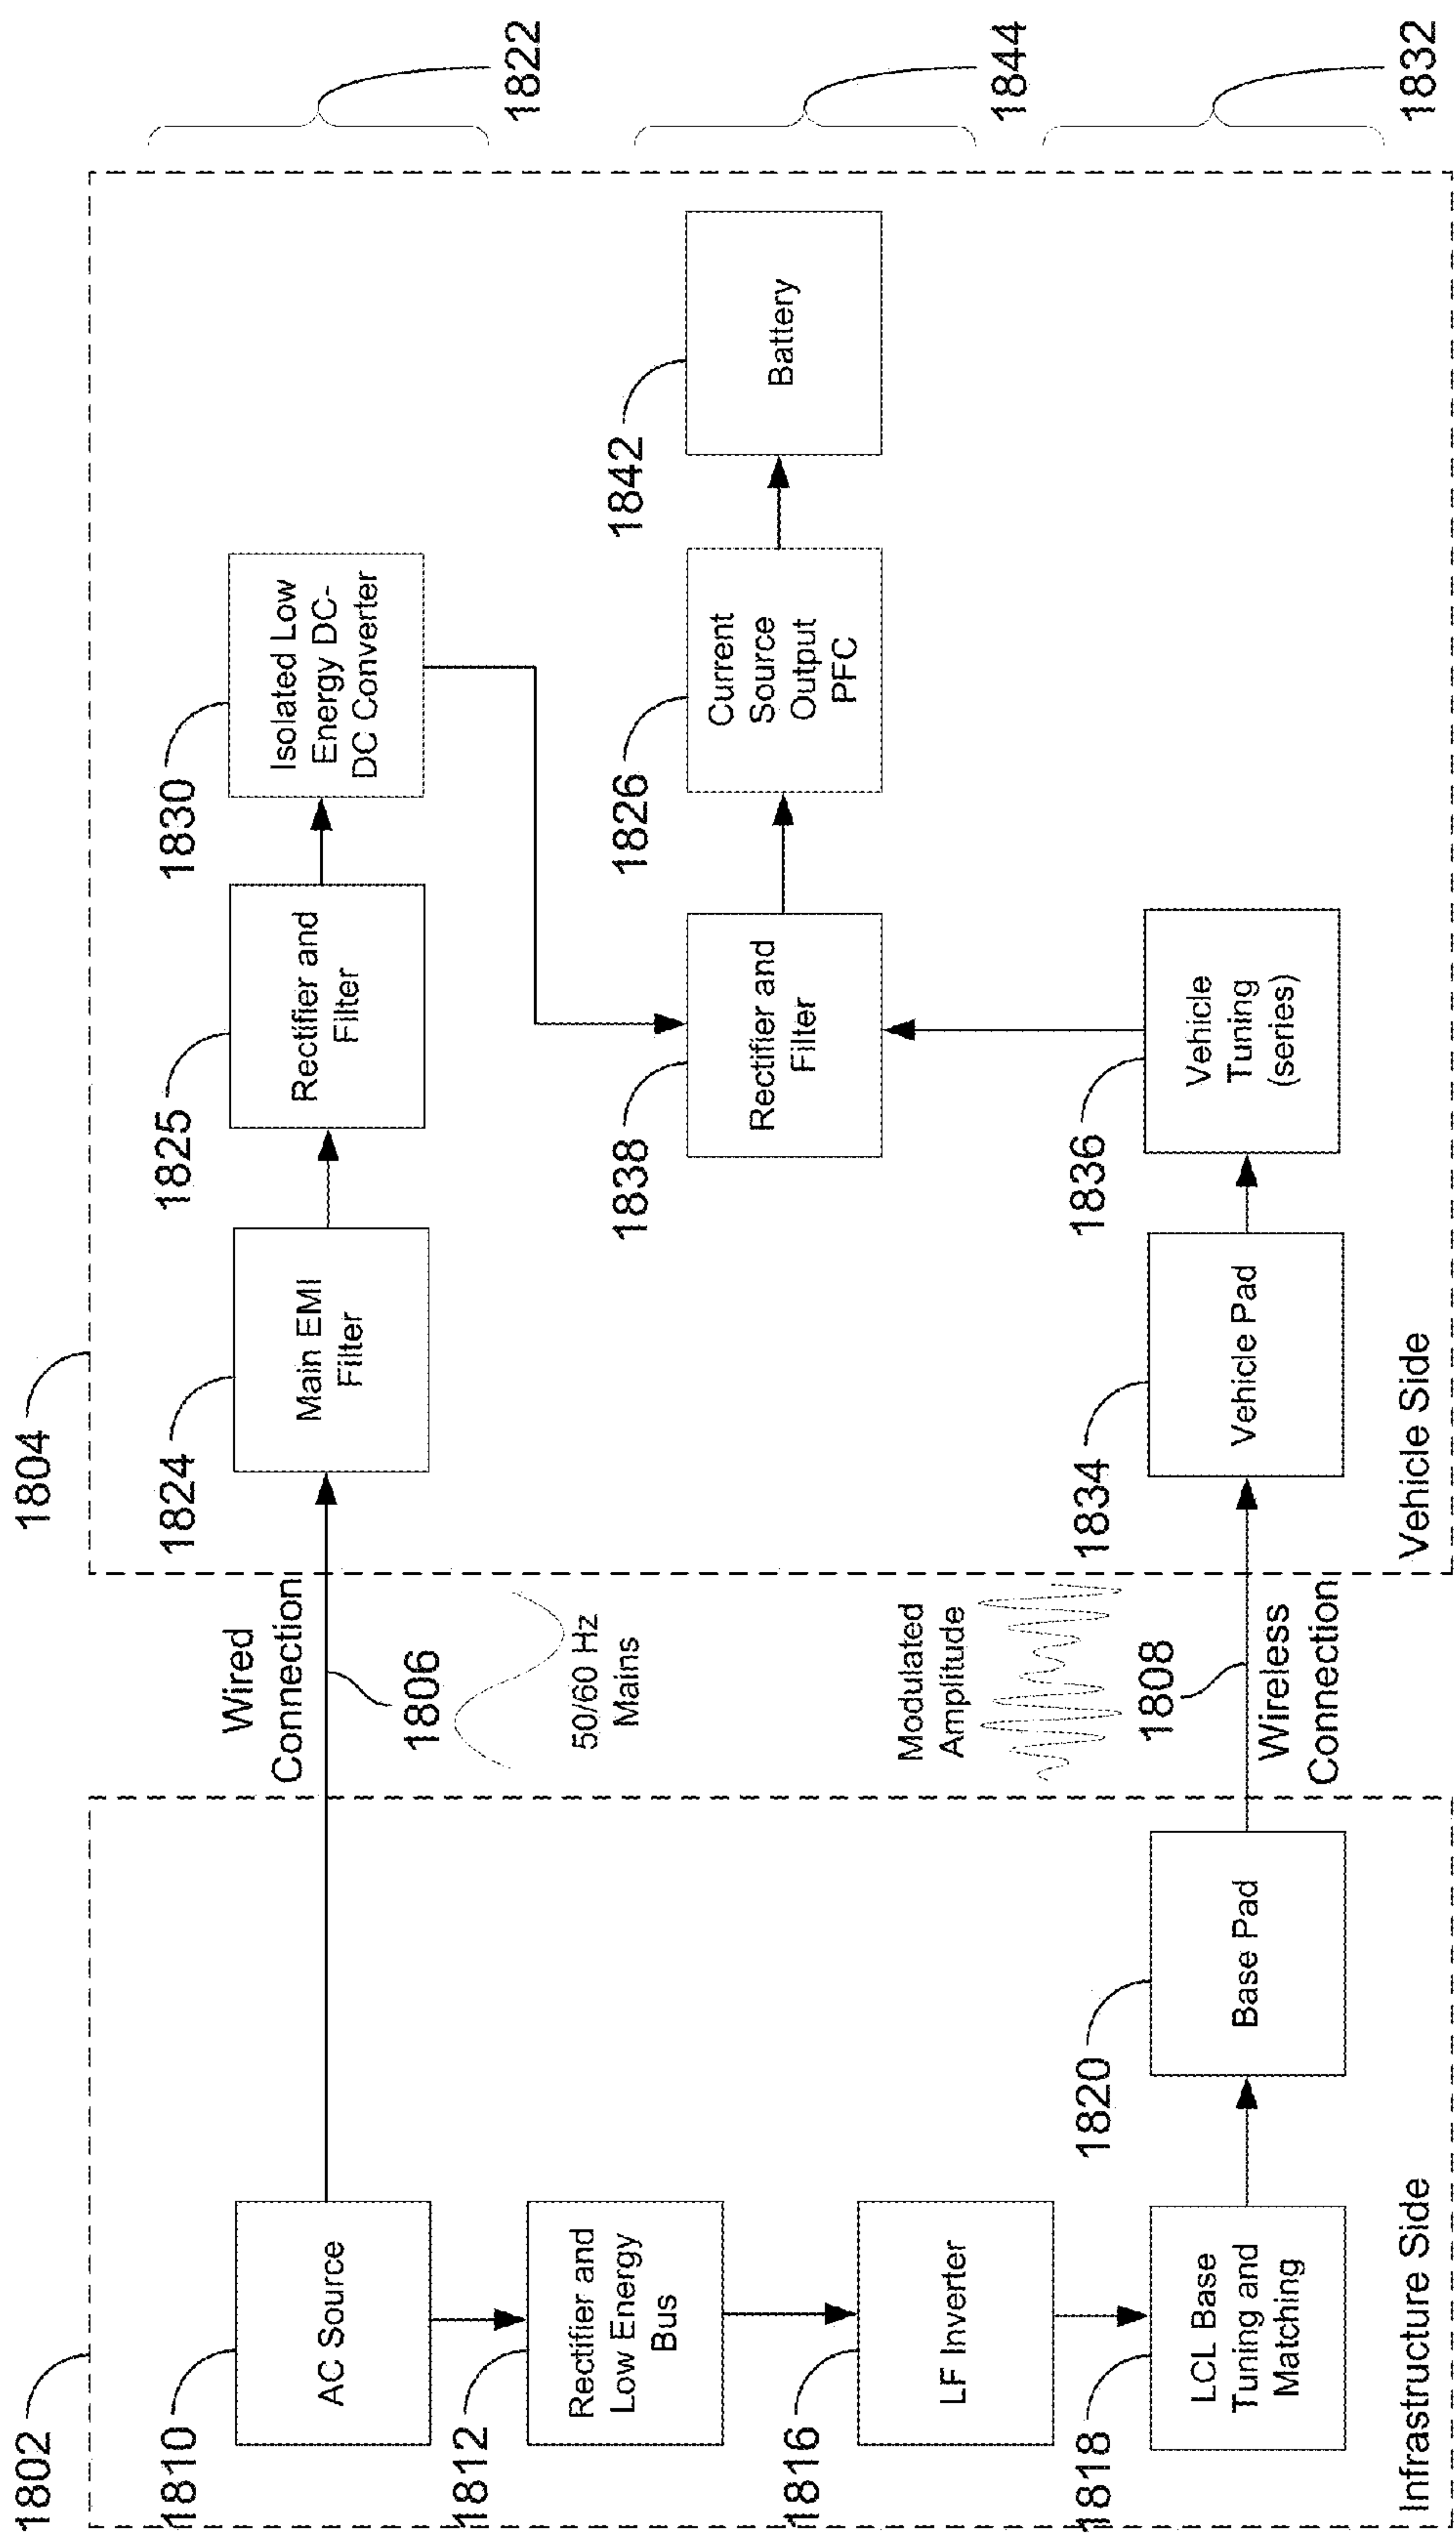 1802
1804
1810
AC Source
1812
Rectifier and
Low Energy
Bus
1816
LF Inverter
1818
LCL Base
Tuning and
Matching
1820
Base Pad
Infrastructure Side
Wired
Connection
1806
50/60 Hz
Mains
Modulated
Amplitude
1808
Wireless
Connection
1824
Main EMI
Filter
1825
Rectifier and
Filter
1830
Isolated Low
Energy DC-
DC Converter
1822
1838
Rectifier and
Filter
1826
Current
Source
Output
PFC
1842
Battery
1844
1834
Vehicle Pad
1836
Vehicle
Tuning
(series)
1832
Vehicle Side